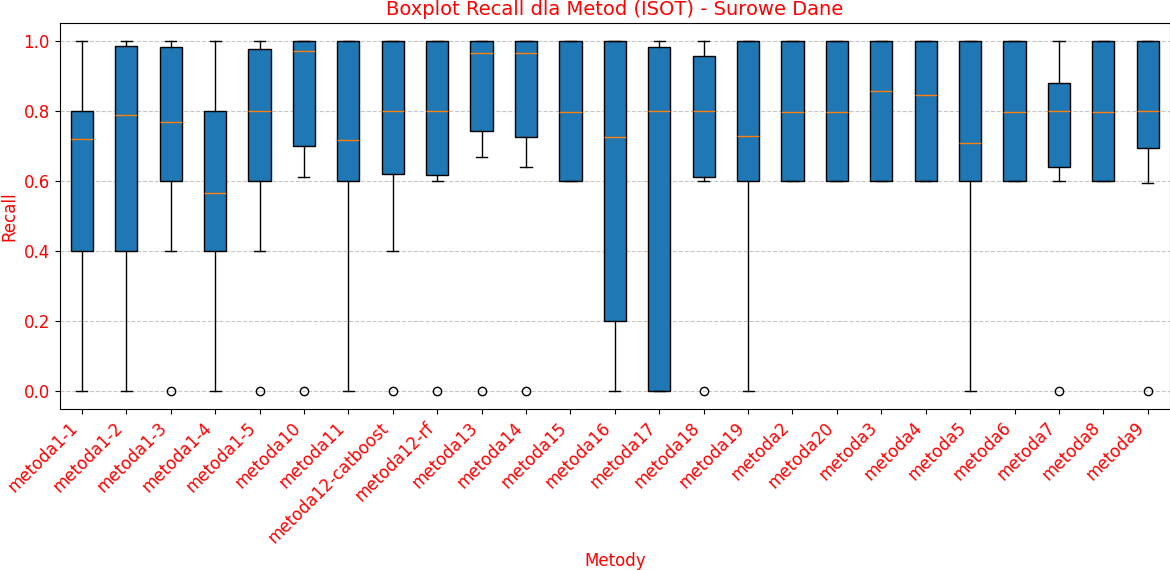 Boxplot Recall dla Metod (ISOT) - Surowe Dane
Recall
1.0
0.8
0.6
0.4
0.2
0.0
metoda1-1
metoda1-2
metoda1-3
metoda1-4
metoda1-5
metoda10
metoda11
metoda12-catboost
metoda12-rf
metoda13
metoda14
metoda15
metoda16
metoda17
metoda18
metoda19
metoda2
metoda20
metoda3
metoda4
metoda5
metoda6
metoda7
metoda8
metoda9
Metody